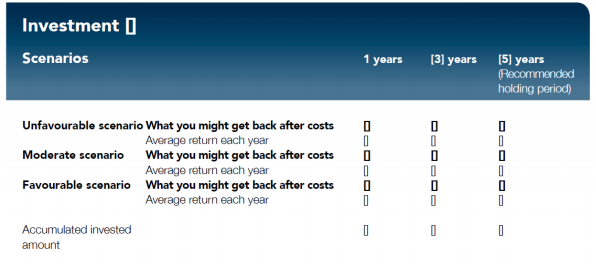 Investment []
Scenarios 1 years [3] years [5] years
(Recommended
holding period)
Unfavourable scenario What you might get back after costs [] [] []
Average return each year [] [] []
Moderate scenario What you might get back after costs [] [] []
Average return each year [] [] []
Favourable scenario What you might get back after costs [] [] []
Average return each year [] [] []
Accumulated invested [] [] []
amount